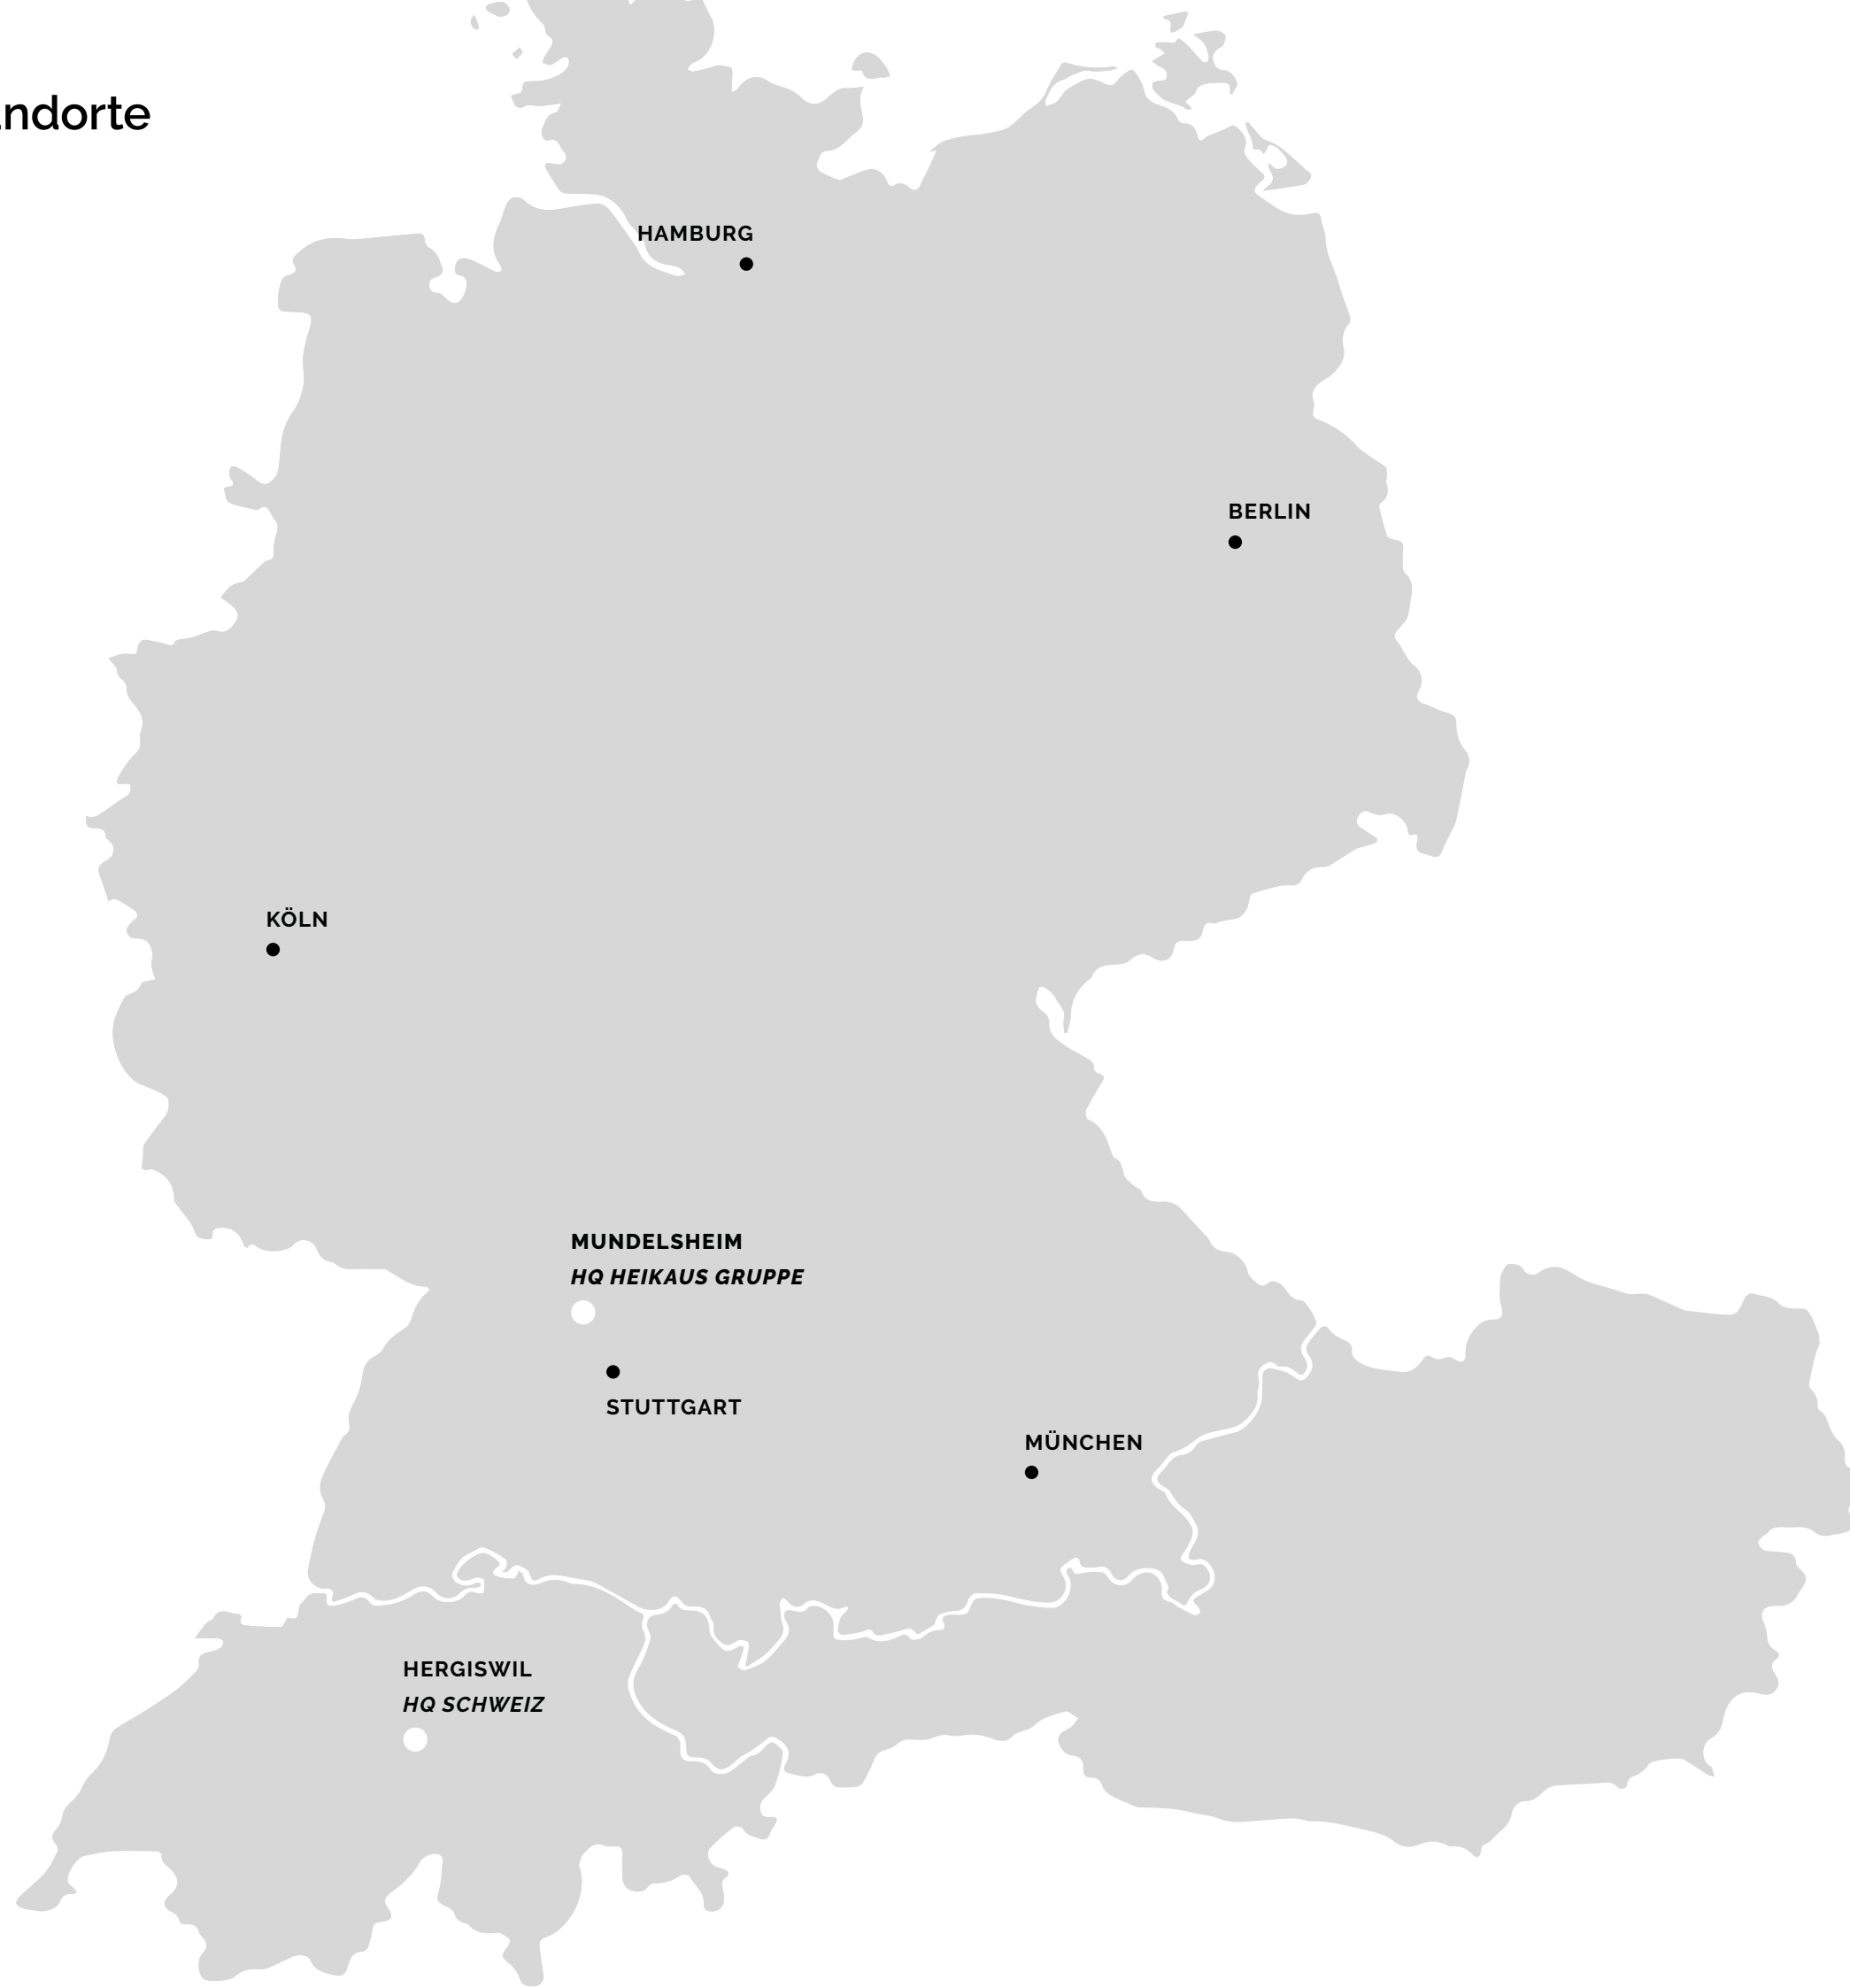 ndorte
HAMBURG
BERLIN
KÖLN
MUNDELSHEIM
HQ HEIKAUS GRUPPE
STUTTGART
MÜNCHEN
HERGISWIL
HQ SCHWEIZ